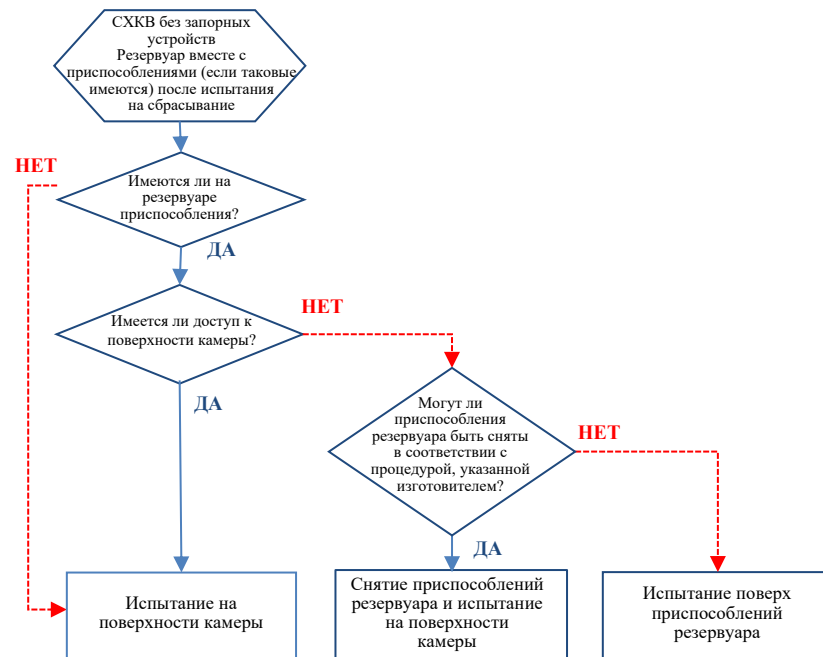 СХКВ без запорных
устройств
Резервуар вместе с
приспособлениями (если таковые
имеются) после испытания
на сбрасывание
НЕТ
Имеются ли на
резервуаре
приспособления?
ДА
НЕТ
Имеется ли доступ к
поверхности камеры?
ДА
Могут ли
приспособления
резервуара быть сняты
в соответствии с
процедурой, указанной
изготовителем?
НЕТ
ДА
Испытание на
поверхности камеры
Снятие приспособлений
резервуара и испытание
на поверхности
камеры
Испытание поверх
приспособлений
резервуара